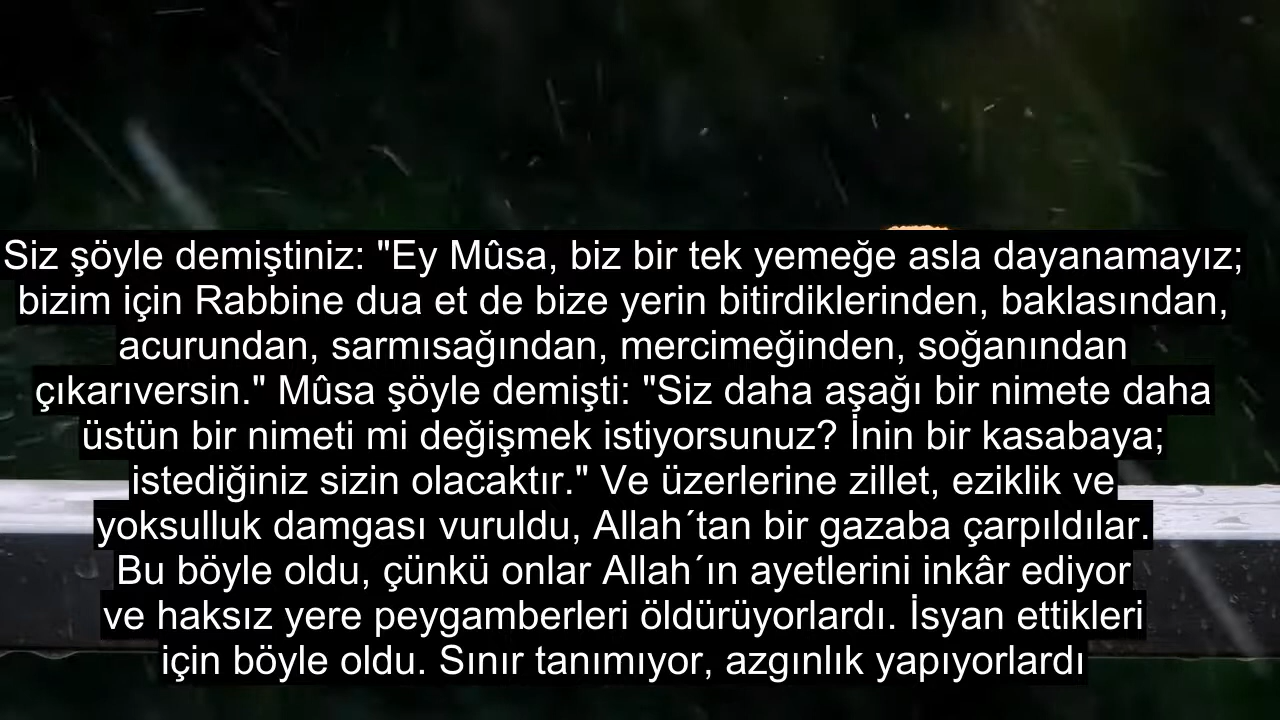 Siz şöyle demiştiniz: "Ey Mûsa, biz bir tek yemeğe asla dayanamayız;
bizim için Rabbine dua et de bize yerin bitirdiklerinden, baklasından,
acurundan, sarmısağından, mercimeğinden, soğanından
çıkarıversin." Mûsa şöyle demişti: "Siz daha aşağı bir nimete daha
üstün bir nimeti mi değişmek istiyorsunuz? İnin bir kasabaya;
istediğiniz sizin olacaktır." Ve üzerlerine zillet, eziklik ve
yoksulluk damgası vuruldu, Allah´tan bir gazaba çarpıldılar.
Bu böyle oldu, çünkü onlar Allah´ın ayetlerini inkâr ediyor
ve haksız yere peygamberleri öldürüyorlardı. İsyan ettikleri
için böyle oldu. Sınır tanımıyor, azgınlık yapıyorlardı